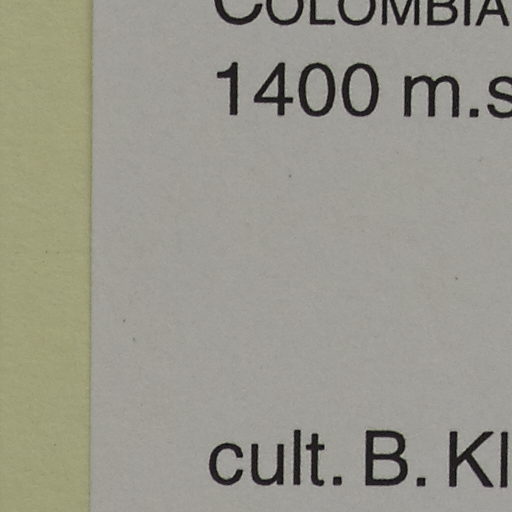 COLOMBIA
1400 m.s
cult. B. Kl